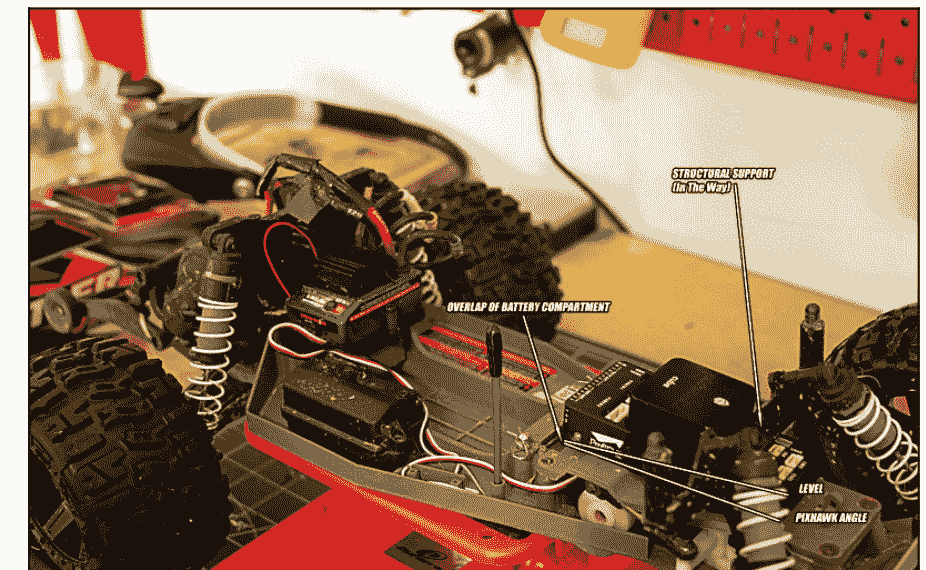 STRUCTURAL SUPPORT
(In The Way)
OVERLAP OF BATTERY COMPARTMENT
LEVEL
PIXHAWK ANGLE